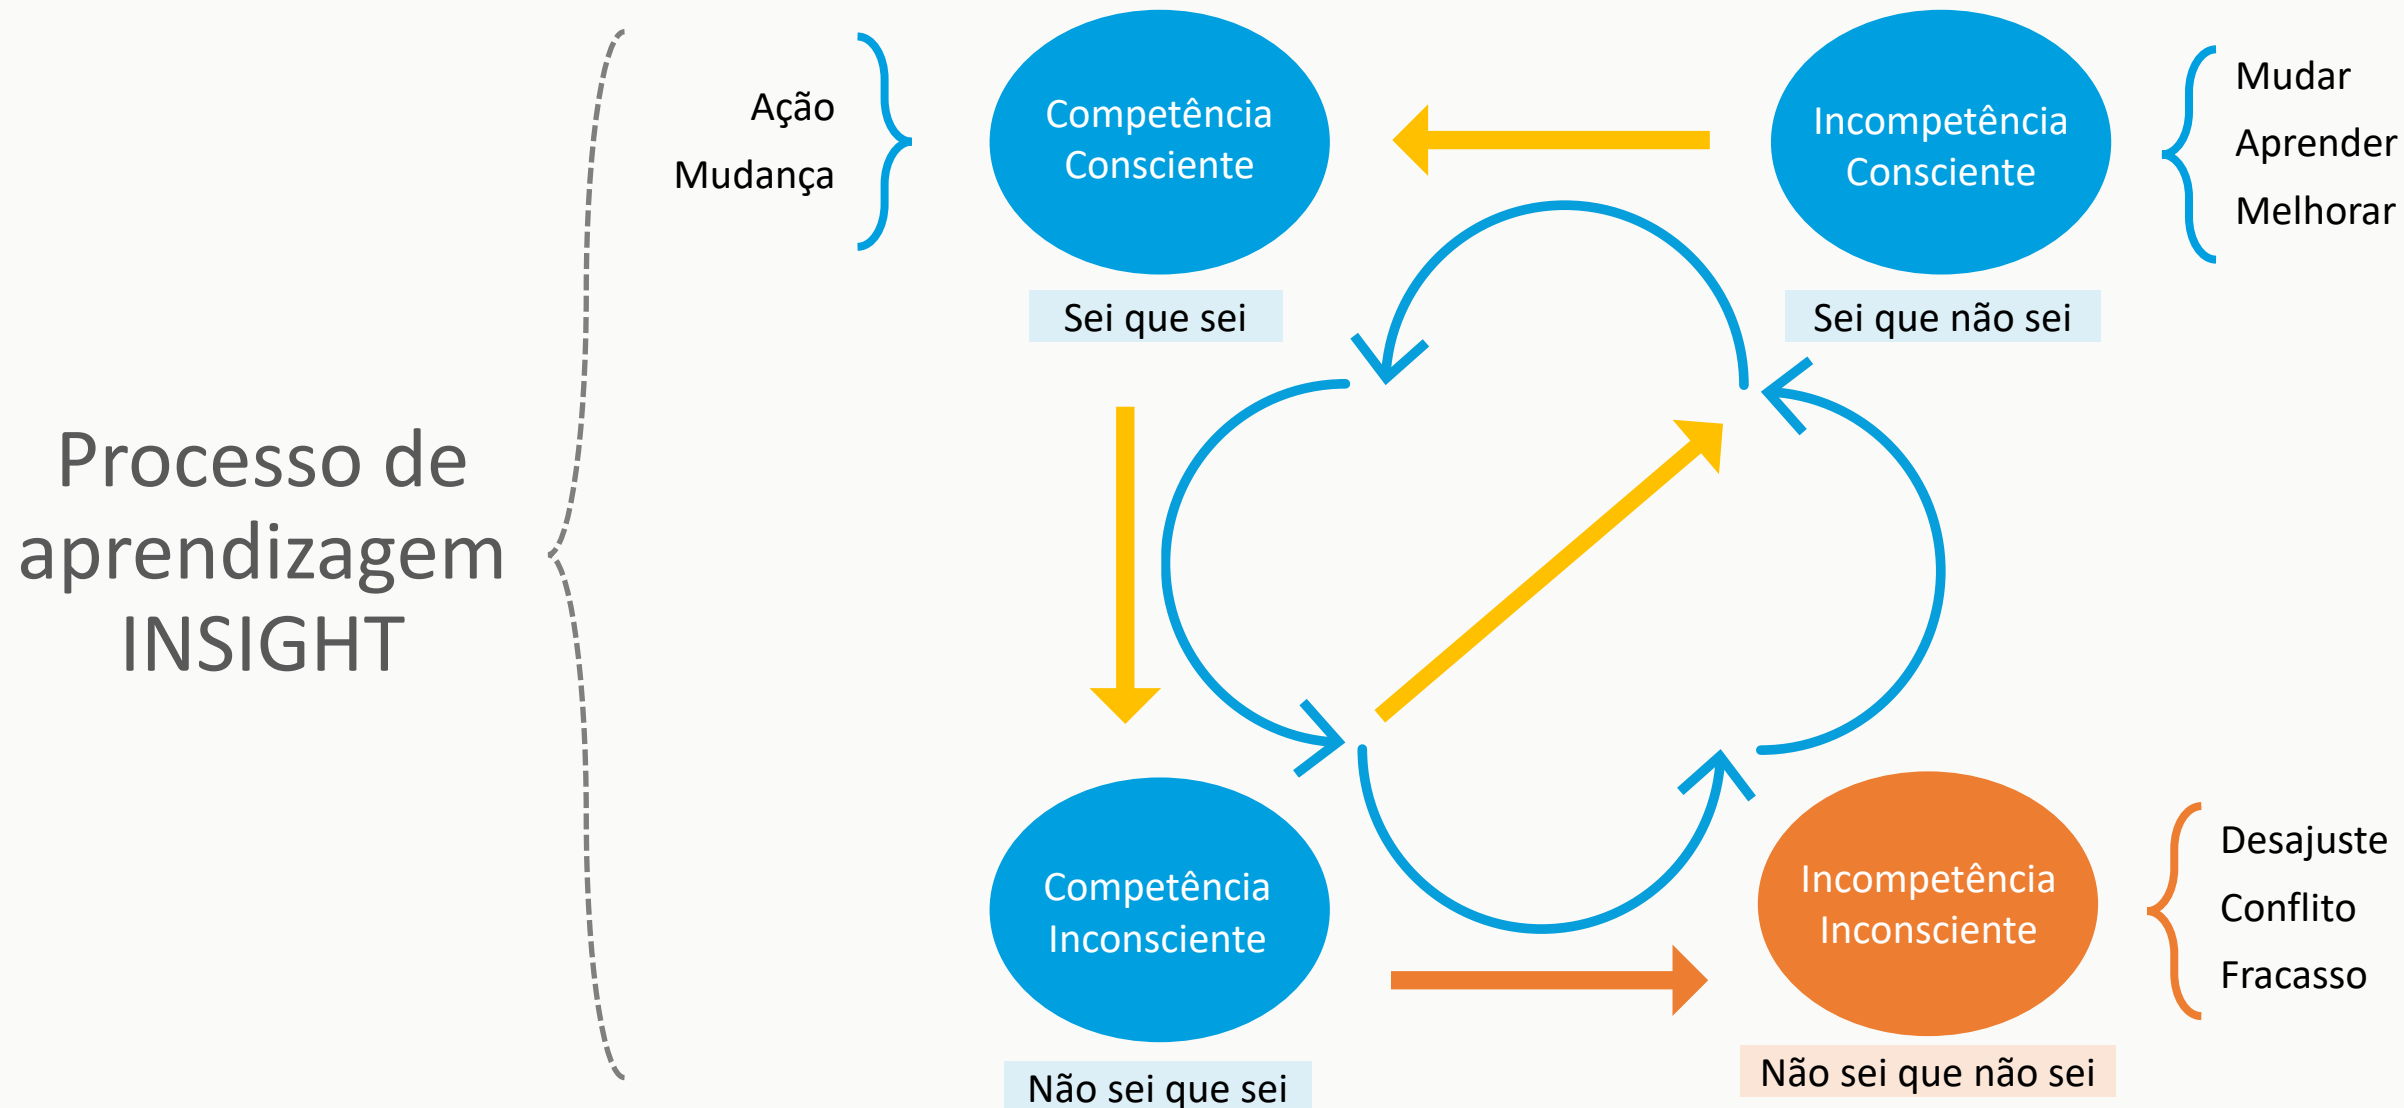 Processo de
aprendizagem
INSIGHT
Ação
Mudança
Competência
Consciente
Sei que sei
Incompetência
Consciente
Sei que não sei
Mudar
Aprender
Melhorar
Competência
Inconsciente
Não sei que sei
Incompetência
Inconsciente
Não sei que não sei
Desajuste
Conflito
Fracasso